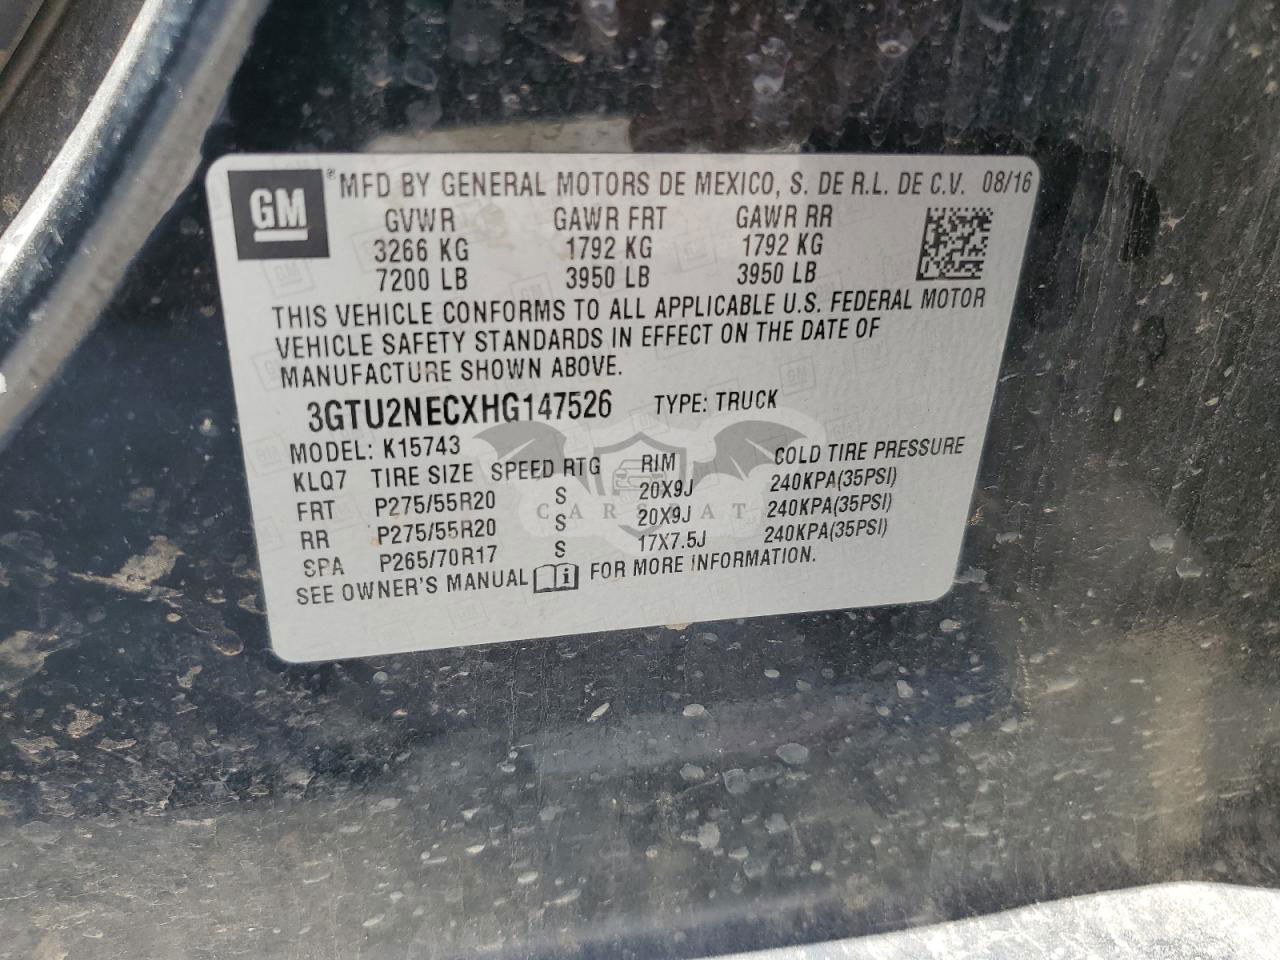 GM ® MFD BY GENERAL MOTORS DE MEXICO, S. DE R.L. DE C.V. 08/16
GVWR GAWR FRT GAWR RR
3266 KG 1792 KG 1792 KG
7200 LB 3950 LB 3950 LB
THIS VEHICLE CONFORMS TO ALL APPLICABLE U.S. FEDERAL MOTOR
VEHICLE SAFETY STANDARDS IN EFFECT ON THE DATE OF
MANUFACTURE SHOWN ABOVE.
3GTU2NECXHG147526 TYPE: TRUCK
MODEL: K15743
KLQ7 TIRE SIZE SPEED RTG RIM COLD TIRE PRESSURE
FRT P275/55R20 S 20X9J 240KPA(35PSI)
RR P275/55R20 S 20X9J 240KPA(35PSI)
SPA P265/70R17 S 17X7.5J 240KPA(35PSI)
SEE OWNER'S MANUAL FOR MORE INFORMATION.